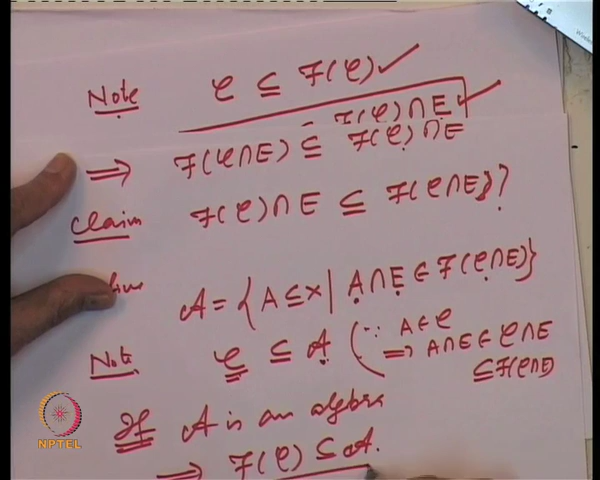 Note 𝒞 ⊆ ℱ(𝒞) ✓
ℱ(𝒞)∩E ✓
⟹ ℱ(𝒞∩E) ⊆ ℱ(𝒞)∩E
Claim ℱ(𝒞)∩E ⊆ ℱ(𝒞∩E)?
𝒜 = {A ⊆ X | A∩E ∈ ℱ(𝒞∩E)}
Note 𝒞 ⊆ 𝒜 (∵ A∈𝒞
⟹ A∩E ∈ 𝒞∩E
⊆ ℱ(𝒞∩E)
If 𝒜 is an algebra
⟹ ℱ(𝒞) ⊆ 𝒜.
NPTEL